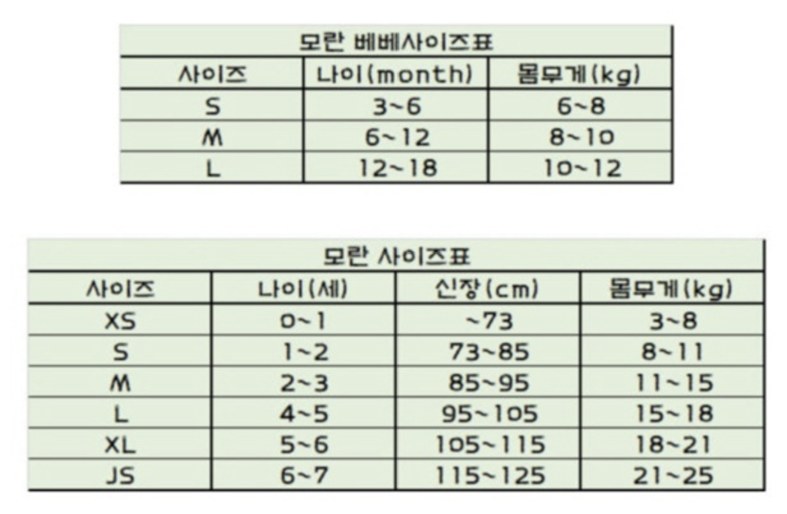 모란 베베사이즈표
사이즈 나이(month) 몸무게(kg)
S 3~6 6~8
M 6~12 8~10
L 12~18 10~12
모란 사이즈표
사이즈 나이(세) 신장(cm) 몸무게(kg)
XS 0~1 ~73 3~8
S 1~2 73~85 8~11
M 2~3 85~95 11~15
L 4~5 95~105 15~18
XL 5~6 105~115 18~21
JS 6~7 115~125 21~25